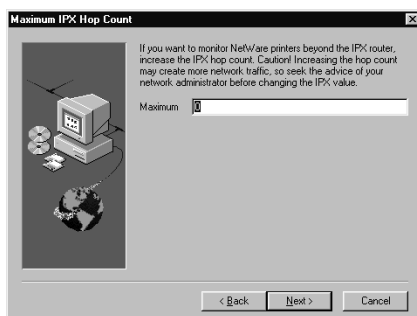 Maximum IPX Hop Count
If you want to monitor NetWare printers beyond the IPX router,
increase the IPX hop count. Caution! Increasing the hop count
may create more network traffic, so seek the advice of your
network administrator before changing the IPX value.
Maximum 0
< Back Next > Cancel